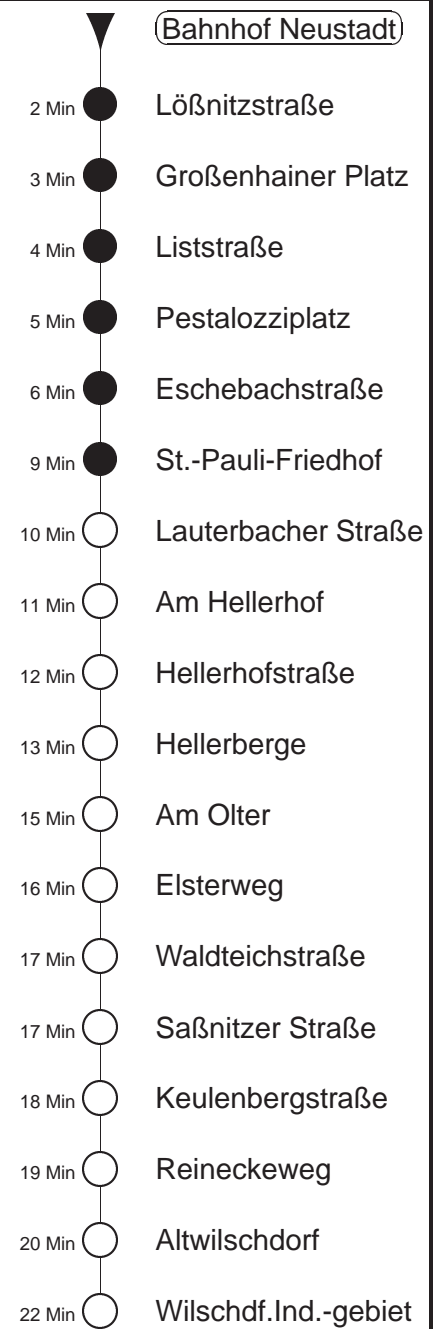 Bahnhof Neustadt
2 Min Lößnitzstraße
3 Min Großenhainer Platz
4 Min Liststraße
5 Min Pestalozziplatz
6 Min Eschebachstraße
9 Min St.-Pauli-Friedhof
10 Min Lauterbacher Straße
11 Min Am Hellerhof
12 Min Hellerhofstraße
13 Min Hellerberge
15 Min Am Olter
16 Min Elsterweg
17 Min Waldteichstraße
17 Min Saßnitzer Straße
18 Min Keulenbergstraße
19 Min Reineckeweg
20 Min Altwilschdorf
22 Min Wilschdf.Ind.-gebiet